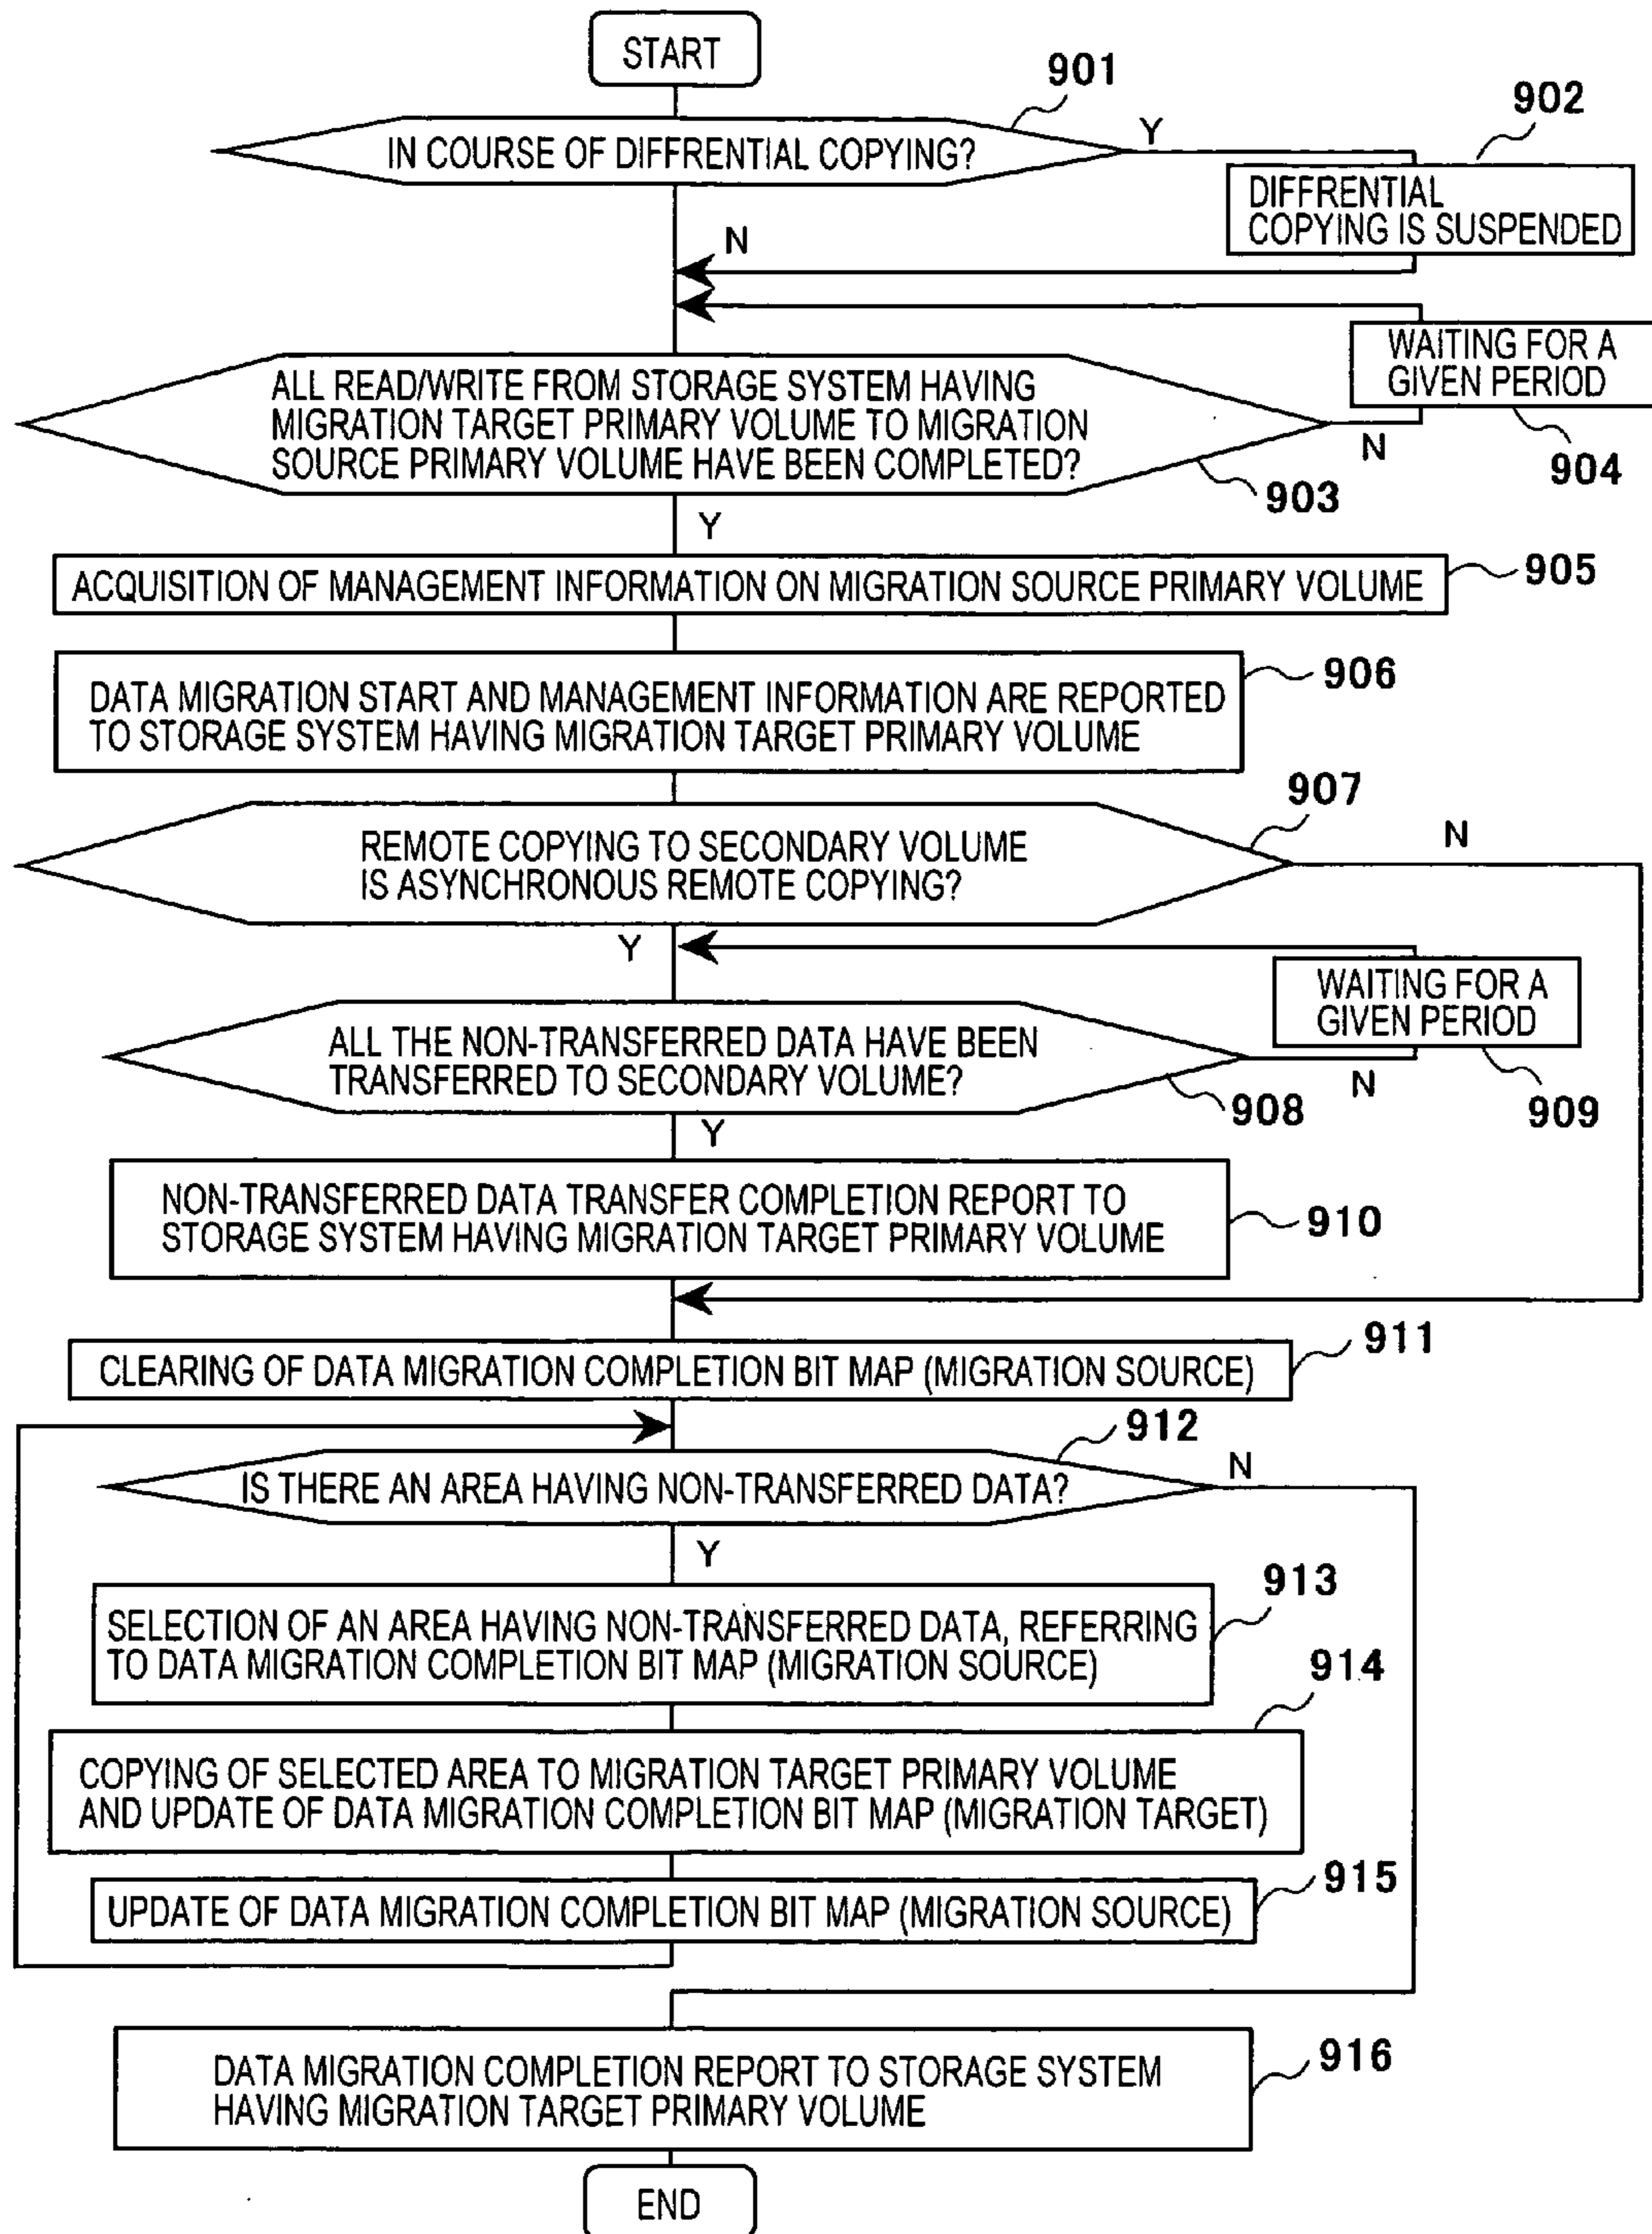 START
901
IN COURSE OF DIFFRENTIAL COPYING?
Y
902
DIFFRENTIAL
COPYING IS SUSPENDED
N
WAITING FOR A
GIVEN PERIOD
904
ALL READ/WRITE FROM STORAGE SYSTEM HAVING
MIGRATION TARGET PRIMARY VOLUME TO MIGRATION
SOURCE PRIMARY VOLUME HAVE BEEN COMPLETED?
N
903
Y
ACQUISITION OF MANAGEMENT INFORMATION ON MIGRATION SOURCE PRIMARY VOLUME
905
DATA MIGRATION START AND MANAGEMENT INFORMATION ARE REPORTED
TO STORAGE SYSTEM HAVING MIGRATION TARGET PRIMARY VOLUME
906
907
REMOTE COPYING TO SECONDARY VOLUME
IS ASYNCHRONOUS REMOTE COPYING?
N
Y
WAITING FOR A
GIVEN PERIOD
909
ALL THE NON-TRANSFERRED DATA HAVE BEEN
TRANSFERRED TO SECONDARY VOLUME?
N
908
Y
NON-TRANSFERRED DATA TRANSFER COMPLETION REPORT TO
STORAGE SYSTEM HAVING MIGRATION TARGET PRIMARY VOLUME
910
911
CLEARING OF DATA MIGRATION COMPLETION BIT MAP (MIGRATION SOURCE)
912
IS THERE AN AREA HAVING NON-TRANSFERRED DATA?
N
Y
913
SELECTION OF AN AREA HAVING NON-TRANSFERRED DATA, REFERRING
TO DATA MIGRATION COMPLETION BIT MAP (MIGRATION SOURCE)
914
COPYING OF SELECTED AREA TO MIGRATION TARGET PRIMARY VOLUME
AND UPDATE OF DATA MIGRATION COMPLETION BIT MAP (MIGRATION TARGET)
915
UPDATE OF DATA MIGRATION COMPLETION BIT MAP (MIGRATION SOURCE)
916
DATA MIGRATION COMPLETION REPORT TO STORAGE SYSTEM
HAVING MIGRATION TARGET PRIMARY VOLUME
END